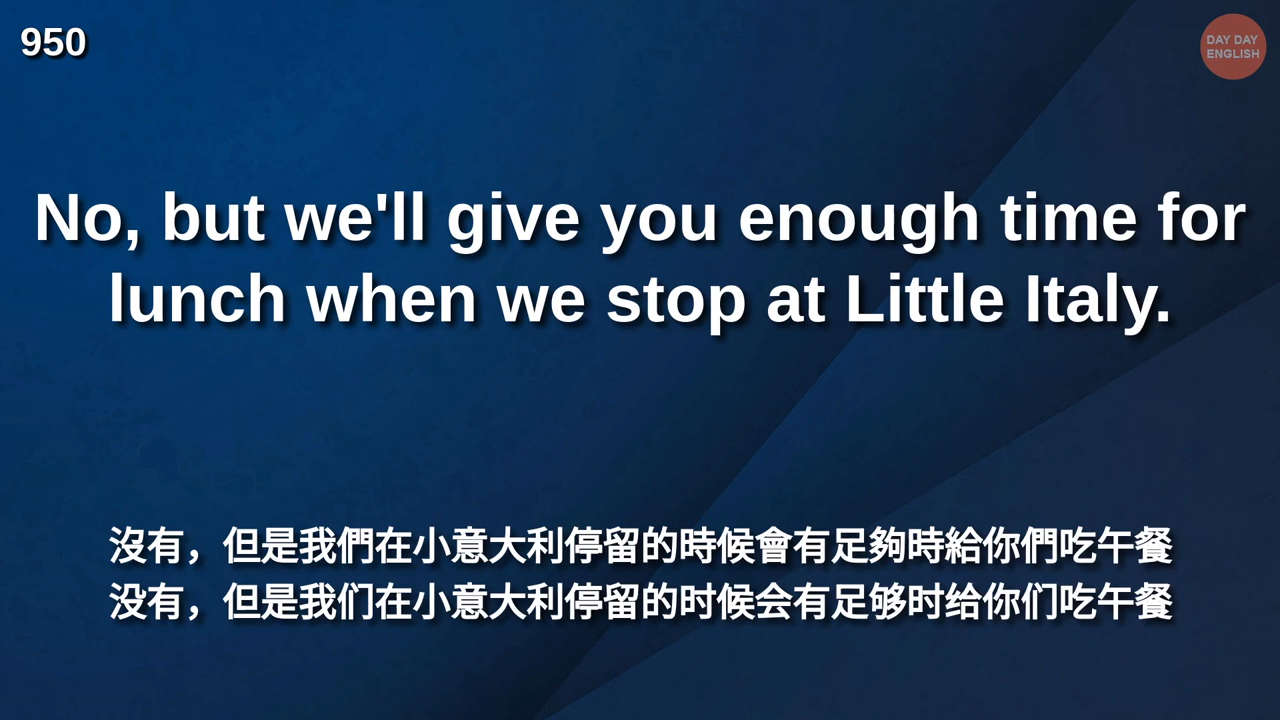 950
DAY DAY
ENGLISH
No, but we'll give you enough time for
lunch when we stop at Little Italy.
沒有，但是我們在小意大利停留的時候會有足夠時給你們吃午餐
没有，但是我们在小意大利停留的时候会有足够时给你们吃午餐